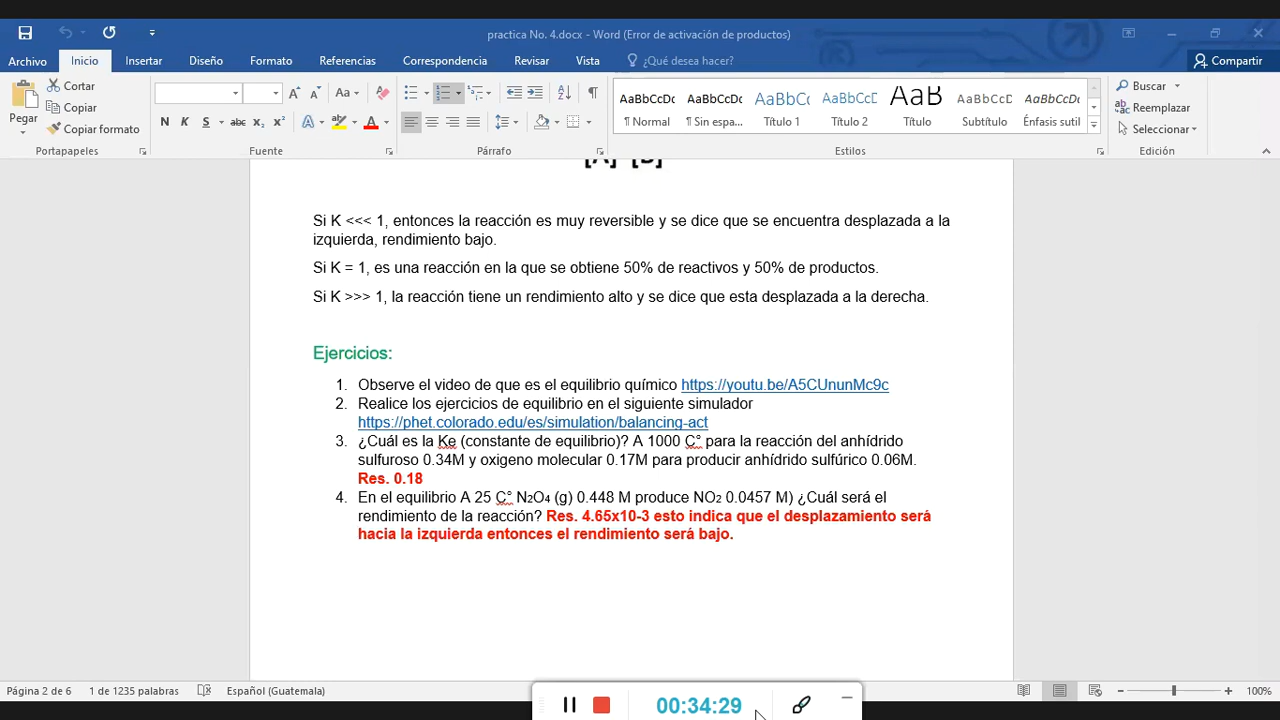 practica No. 4.docx - Word (Error de activación de productos)
Archivo Inicio Insertar Diseño Formato Referencias Correspondencia Revisar Vista ¿Qué desea hacer? Compartir
Pegar
Cortar
Copiar
Copiar formato
Portapapeles
N K S abc x₂ x² A A
Aa
Fuente
Párrafo
AaBbCcDc AaBbCcDc AaBbCc AaBbCcD AaB AaBbCcD AaBbCcDc
¶ Normal ¶ Sin espa... Título 1 Título 2 Título Subtítulo Énfasis sutil
Estilos
Buscar
Reemplazar
Seleccionar
Edición
[A] [B]
Si K <<< 1, entonces la reacción es muy reversible y se dice que se encuentra desplazada a la
izquierda, rendimiento bajo.
Si K = 1, es una reacción en la que se obtiene 50% de reactivos y 50% de productos.
Si K >>> 1, la reacción tiene un rendimiento alto y se dice que esta desplazada a la derecha.
Ejercicios:
1. Observe el video de que es el equilibrio químico https://youtu.be/A5CUnunMc9c
2. Realice los ejercicios de equilibrio en el siguiente simulador
https://phet.colorado.edu/es/simulation/balancing-act
3. ¿Cuál es la Ke (constante de equilibrio)? A 1000 C° para la reacción del anhídrido
sulfuroso 0.34M y oxigeno molecular 0.17M para producir anhídrido sulfúrico 0.06M.
Res. 0.18
4. En el equilibrio A 25 C° N₂O₄ (g) 0.448 M produce NO₂ 0.0457 M) ¿Cuál será el
rendimiento de la reacción? Res. 4.65x10-3 esto indica que el desplazamiento será
hacia la izquierda entonces el rendimiento será bajo.
Página 2 de 6 1 de 1235 palabras Español (Guatemala) 100%
00:34:29